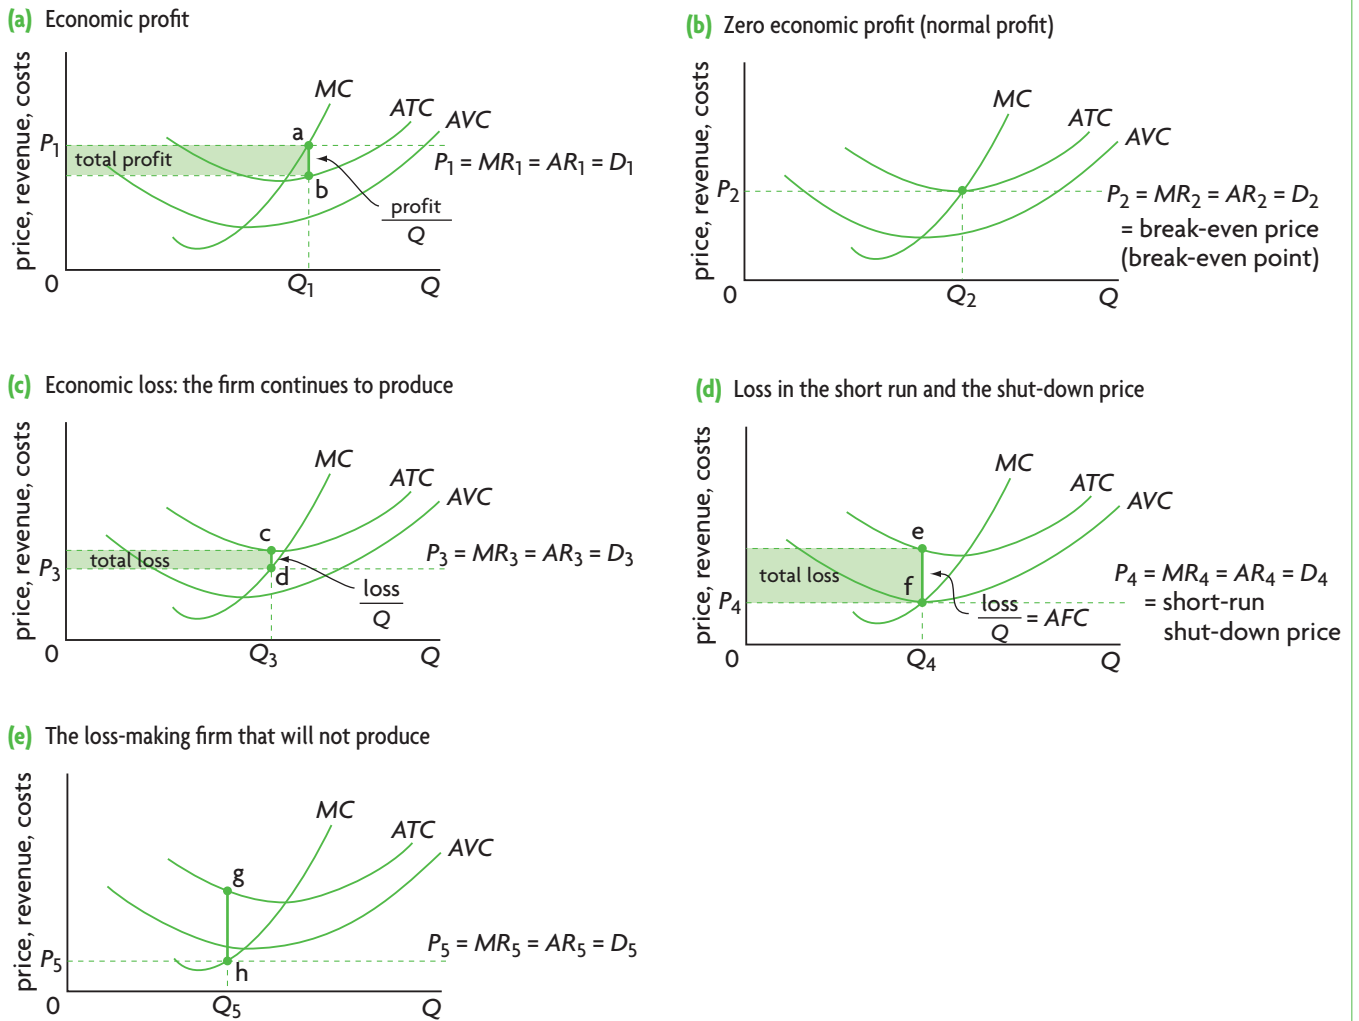 (a) Economic profit
price, revenue, costs
MC
ATC
AVC
P1
a
total profit
P1 = MR1 = AR1 = D1
b
profit
Q
0
Q1
Q
(b) Zero economic profit (normal profit)
price, revenue, costs
MC
ATC
AVC
P2
P2 = MR2 = AR2 = D2
= break-even price
(break-even point)
0
Q2
Q
(c) Economic loss: the firm continues to produce
price, revenue, costs
MC
ATC
AVC
c
total loss
P3 = MR3 = AR3 = D3
P3
d
loss
Q
0
Q3
Q
(d) Loss in the short run and the shut-down price
price, revenue, costs
MC
ATC
AVC
e
total loss
f
P4 = MR4 = AR4 = D4
= short-run
shut-down price
P4
loss
Q
= AFC
0
Q4
Q
(e) The loss-making firm that will not produce
price, revenue, costs
MC
ATC
AVC
g
P5 = MR5 = AR5 = D5
P5
h
0
Q5
Q